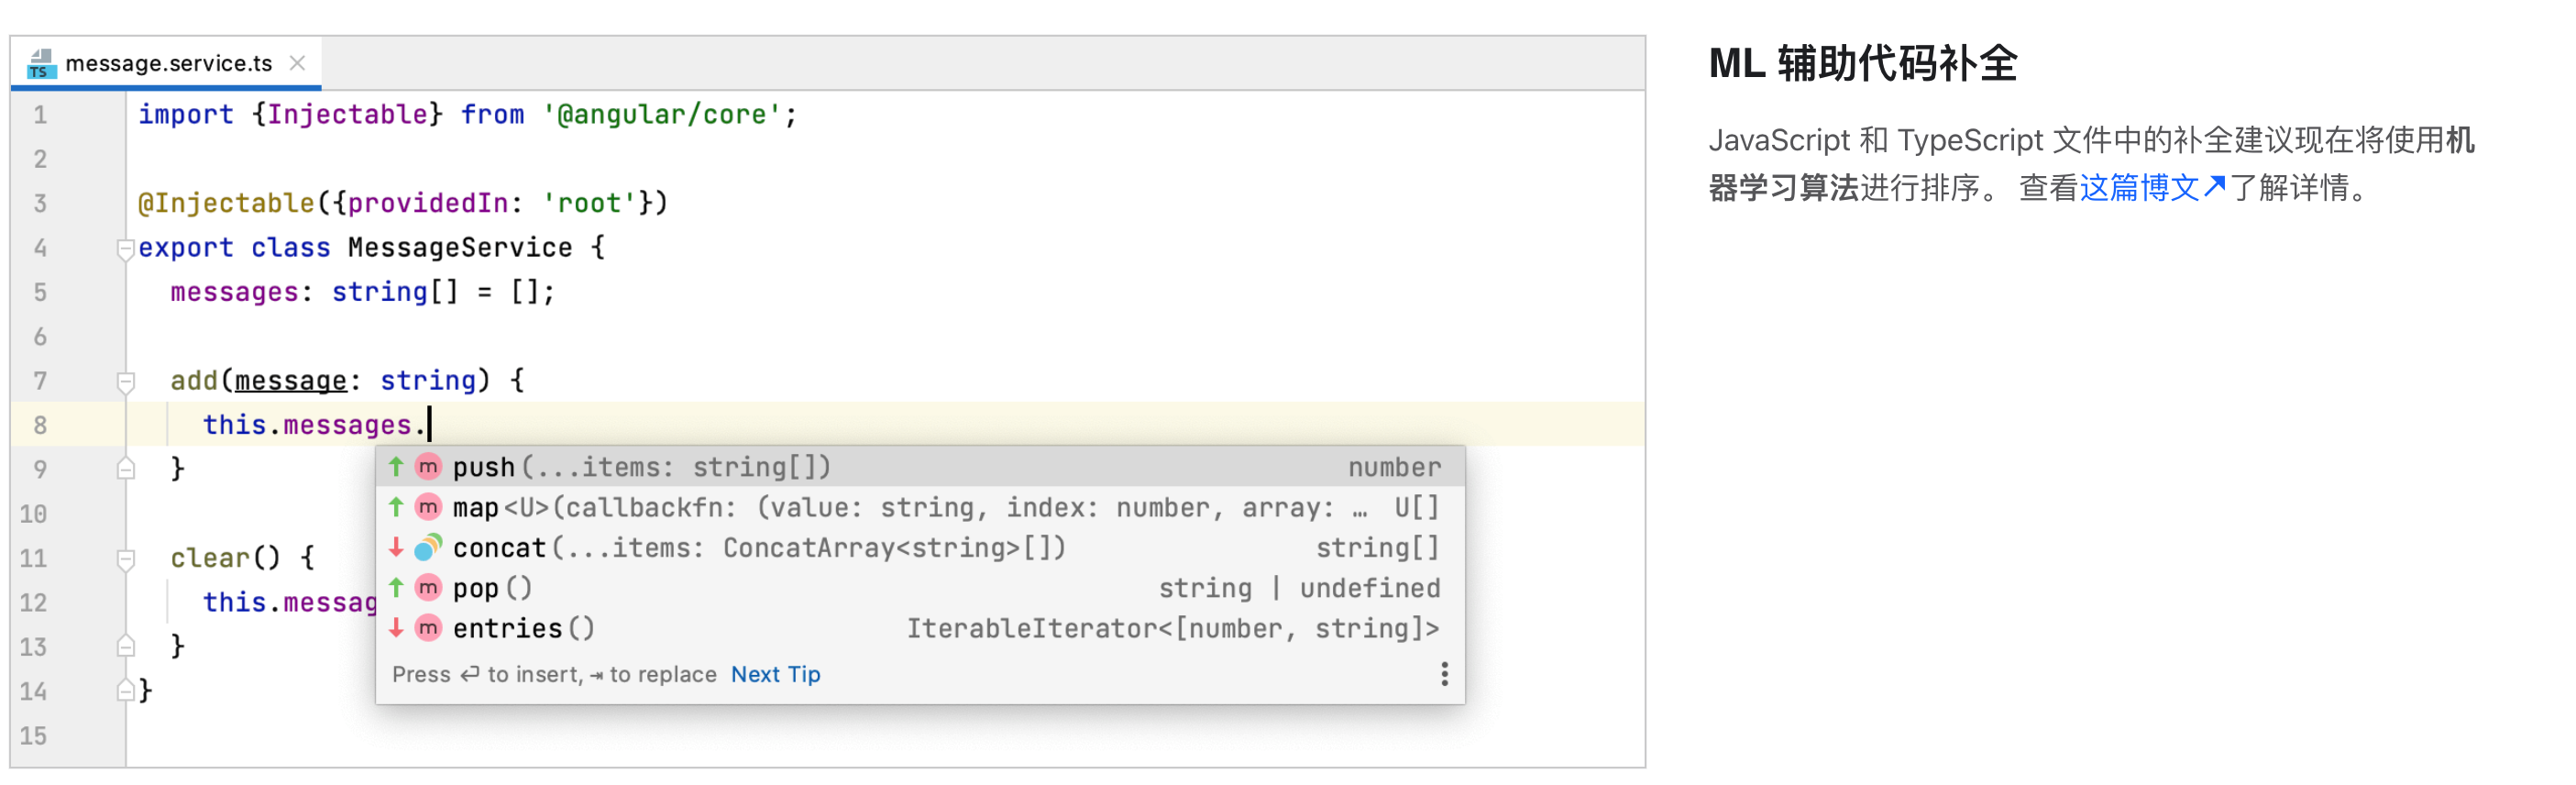 message.service.ts
1 import {Injectable} from '@angular/core';
2
3 @Injectable({providedIn: 'root'})
4 export class MessageService {
5 messages: string[] = [];
6
7 add(message: string) {
8 this.messages.
9 }
10
11 clear() {
12 this.messag
13 }
14 }
15
push(...items: string[]) number
map<U>(callbackfn: (value: string, index: number, array: … U[]
concat(...items: ConcatArray<string>[]) string[]
pop() string | undefined
entries() IterableIterator<[number, string]>
Press ⏎ to insert, ⇥ to replace Next Tip
ML 辅助代码补全
JavaScript 和 TypeScript 文件中的补全建议现在将使用机
器学习算法进行排序。 查看这篇博文↗了解详情。